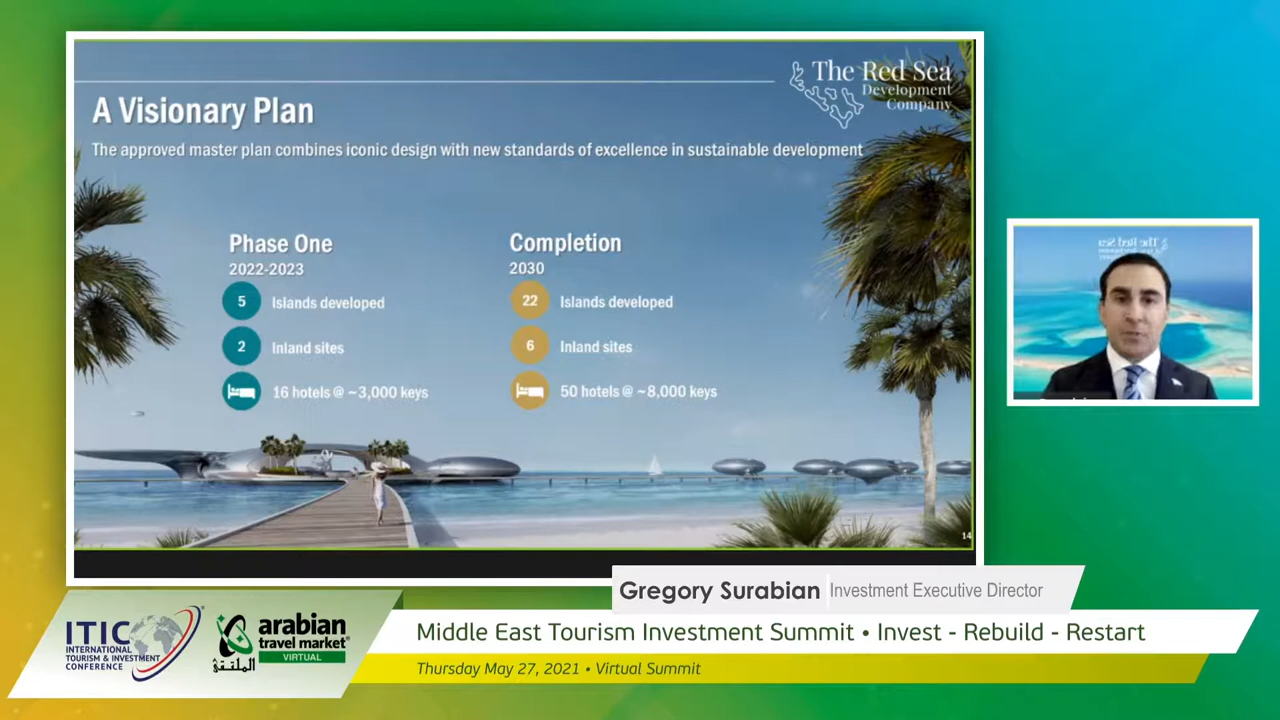 The Red Sea
Development
Company
A Visionary Plan
The approved master plan combines iconic design with new standards of excellence in sustainable development
Phase One
2022-2023
5 Islands developed
2 Inland sites
16 hotels @ ~3,000 keys
Completion
2030
22 Islands developed
6 Inland sites
50 hotels @ ~8,000 keys
14
The Red Sea
Gregory Surabian Investment Executive Director
ITIC
INTERNATIONAL
TOURISM & INVESTMENT
CONFERENCE
arabian
travel market
VIRTUAL
الملتقى
Middle East Tourism Investment Summit • Invest - Rebuild - Restart
Thursday May 27, 2021 • Virtual Summit